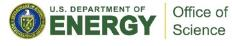 U.S. DEPARTMENT OF
ENERGY
Office of
Science